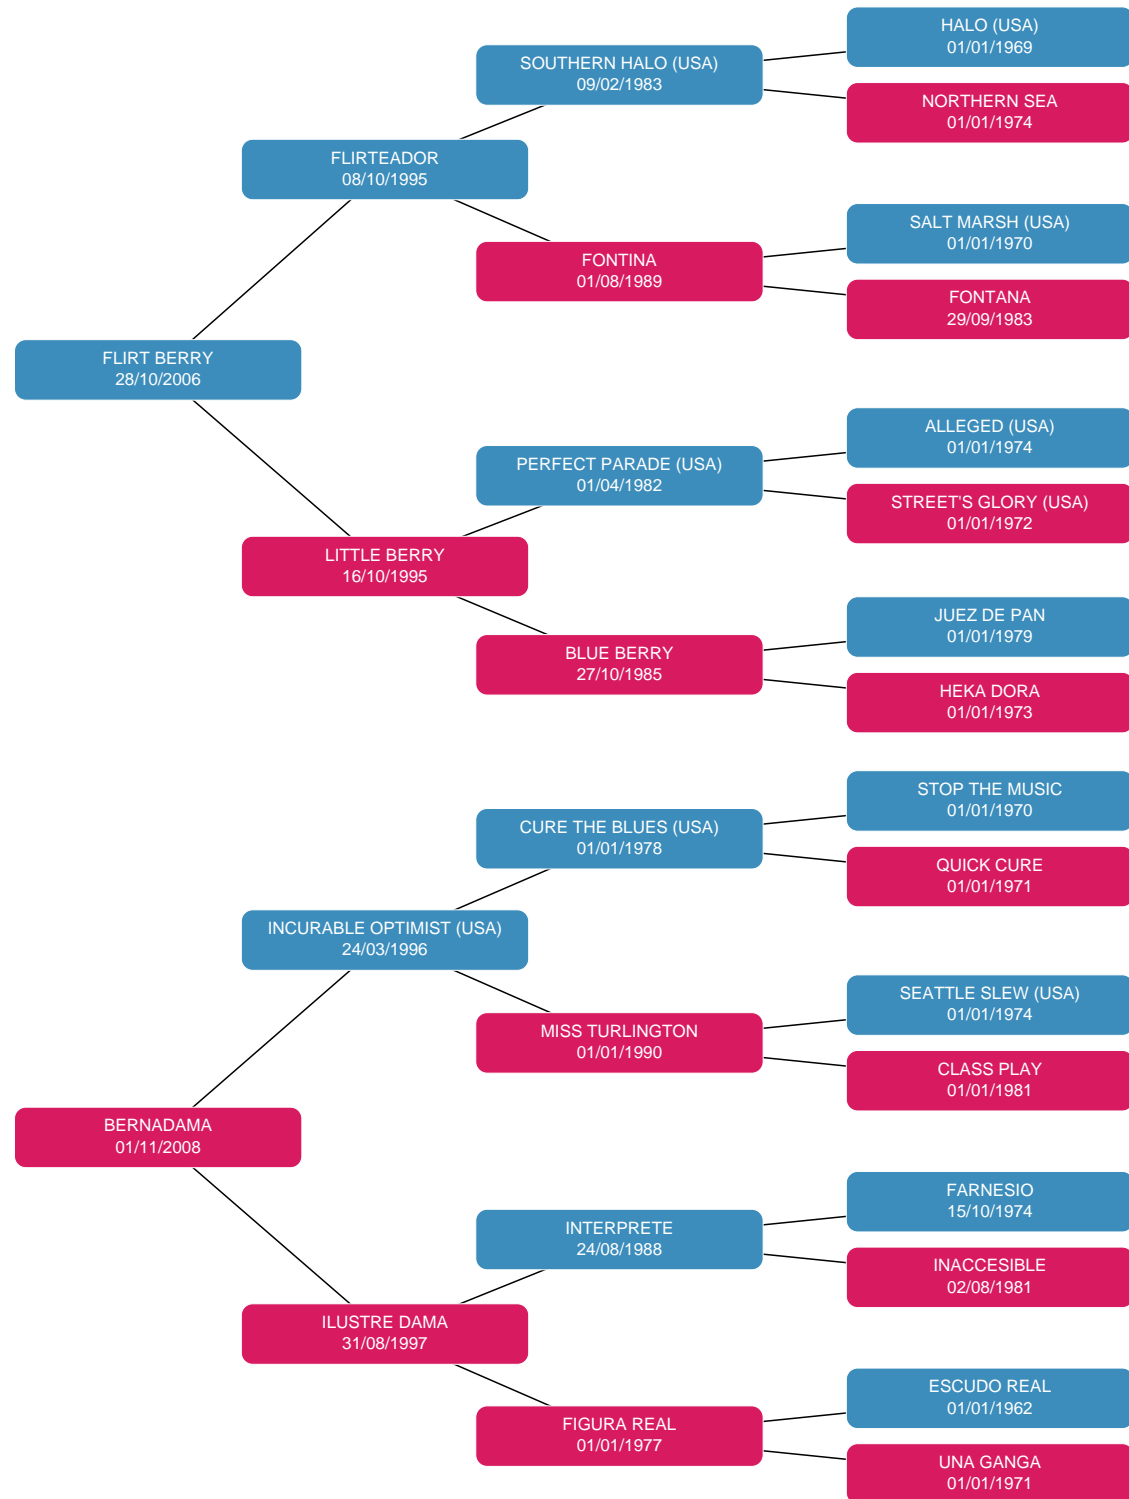 HALO (USA)
01/01/1969
SOUTHERN HALO (USA)
09/02/1983
NORTHERN SEA
01/01/1974
FLIRTEADOR
08/10/1995
SALT MARSH (USA)
01/01/1970
FONTINA
01/08/1989
FONTANA
29/09/1983
FLIRT BERRY
28/10/2006
ALLEGED (USA)
01/01/1974
PERFECT PARADE (USA)
01/04/1982
STREET'S GLORY (USA)
01/01/1972
LITTLE BERRY
16/10/1995
JUEZ DE PAN
01/01/1979
BLUE BERRY
27/10/1985
HEKA DORA
01/01/1973
STOP THE MUSIC
01/01/1970
CURE THE BLUES (USA)
01/01/1978
QUICK CURE
01/01/1971
INCURABLE OPTIMIST (USA)
24/03/1996
SEATTLE SLEW (USA)
01/01/1974
MISS TURLINGTON
01/01/1990
CLASS PLAY
01/01/1981
BERNADAMA
01/11/2008
FARNESIO
15/10/1974
INTERPRETE
24/08/1988
INACCESIBLE
02/08/1981
ILUSTRE DAMA
31/08/1997
ESCUDO REAL
01/01/1962
FIGURA REAL
01/01/1977
UNA GANGA
01/01/1971